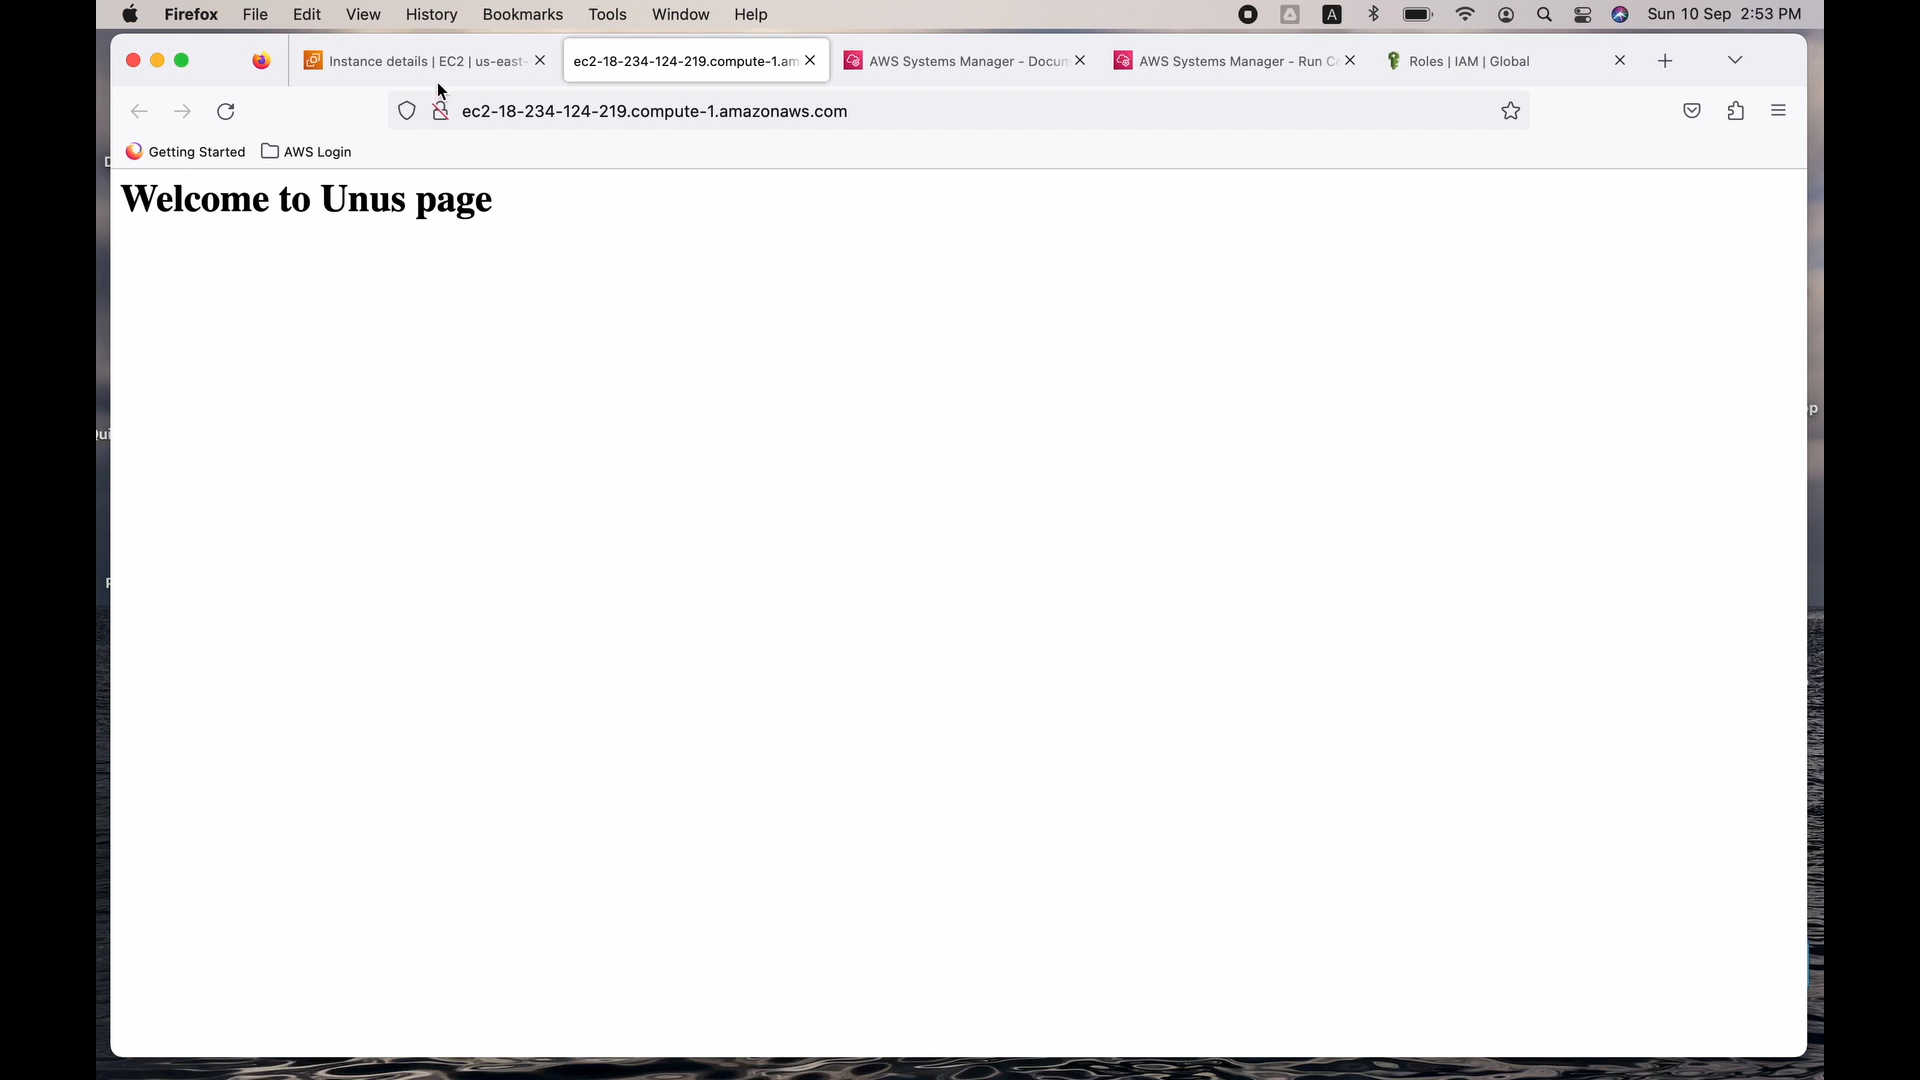 Firefox File Edit View History Bookmarks Tools Window Help A Sun 10 Sep 2:53 PM
Instance details | EC2 | us-east- ec2-18-234-124-219.compute-1.am AWS Systems Manager - Docum AWS Systems Manager - Run Co Roles | IAM | Global
ec2-18-234-124-219.compute-1.amazonaws.com
Getting Started AWS Login
Welcome to Unus page